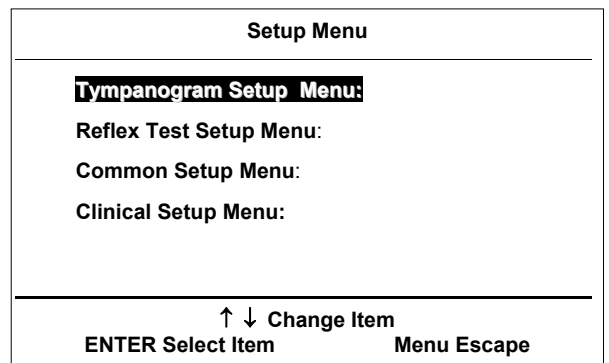 Setup Menu
Tympanogram Setup Menu:
Reflex Test Setup Menu:
Common Setup Menu:
Clinical Setup Menu:
↑ ↓ Change Item
ENTER Select Item Menu Escape